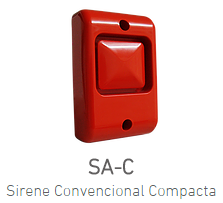 SA-C
Sirene Convencional Compacta